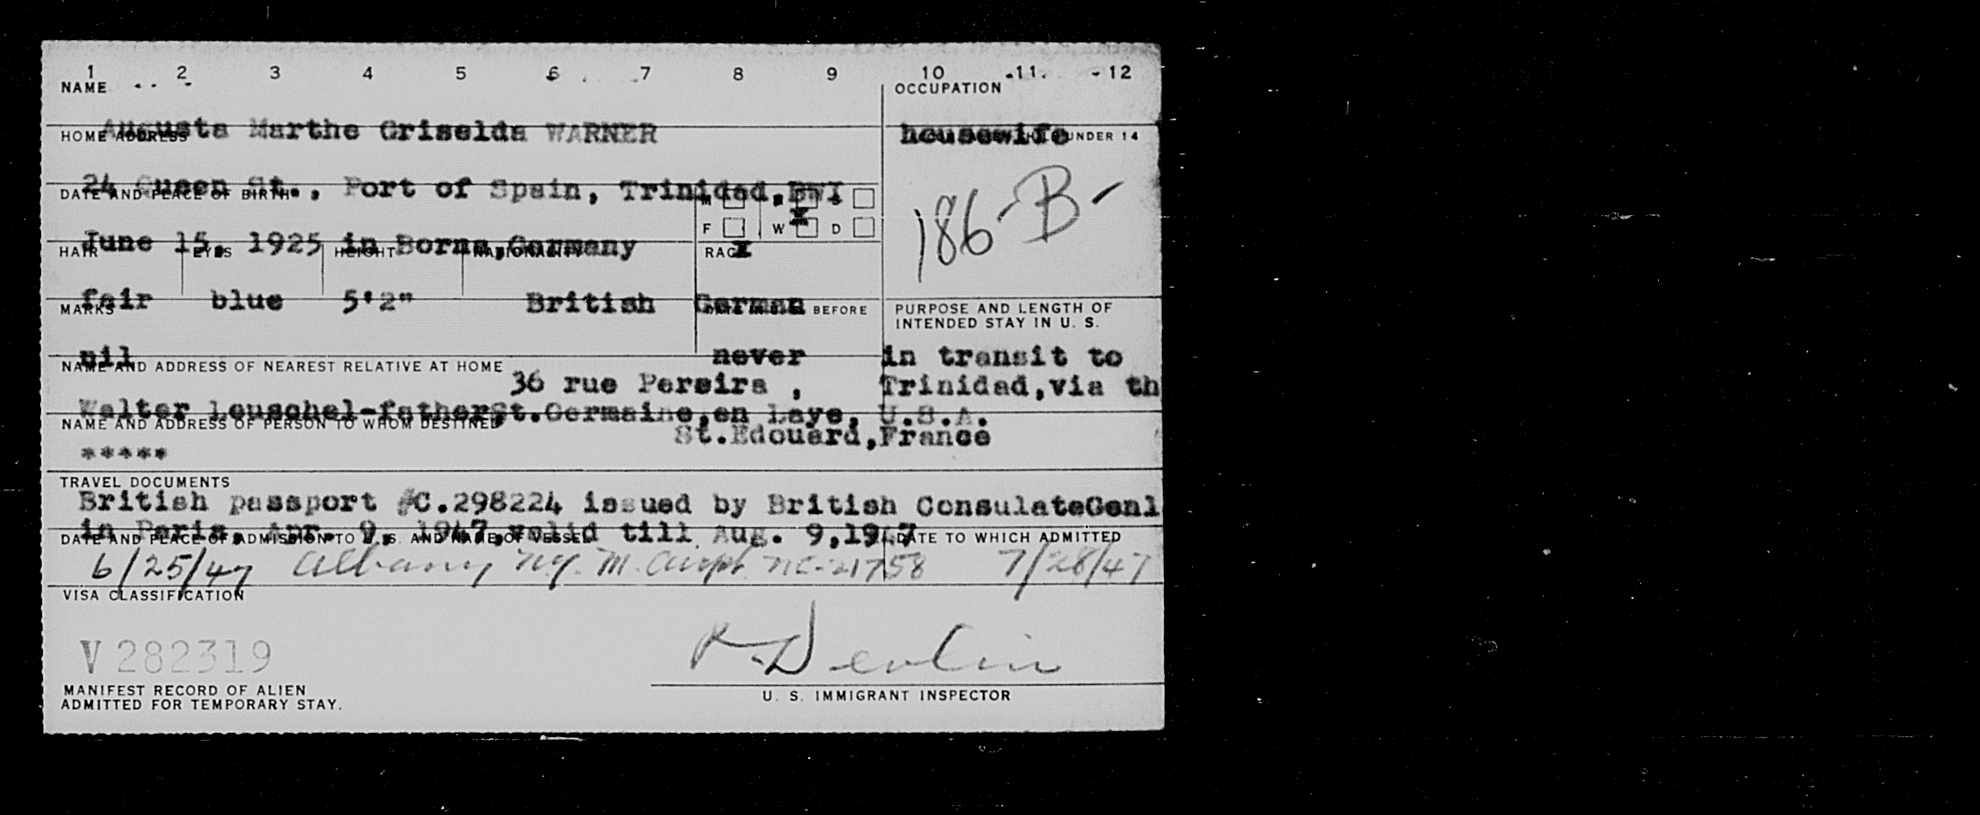 1 2 3 4 5 6 7 8 9 10 11 12
NAME OCCUPATION
Augusta Marthe Griselda WARNER housewife
HOME ADDRESS UNDER 14
24 Queen St., Port of Spain, Trinidad, BWI
DATE AND PLACE OF BIRTH M S
F W D
June 15, 1925 in Borna, Germany x
HAIR EYES HEIGHT NATIONALITY RACE
186-B-
fair blue 5'2" British German
MARKS BEFORE PURPOSE AND LENGTH OF
INTENDED STAY IN U. S.
nil never in transit to
NAME AND ADDRESS OF NEAREST RELATIVE AT HOME
36 rue Pereire , Trinidad,via th
Walter Leuschel-father,St.Germaine,en Laye, U.S.A.
NAME AND ADDRESS OF PERSON TO WHOM DESTINED
St.Edouard,France
*****
TRAVEL DOCUMENTS
British passport #C.298224 issued by British ConsulateGenl
in Paris, Apr. 9, 1947,valid till Aug. 9,1947
DATE AND PLACE OF ADMISSION TO U. S. AND NAME OF VESSEL DATE TO WHICH ADMITTED
6/25/47 Albany NY. M. Airpt NC-21758 7/28/47
VISA CLASSIFICATION
V 282319
R. Devlin
MANIFEST RECORD OF ALIEN
ADMITTED FOR TEMPORARY STAY.
U. S. IMMIGRANT INSPECTOR